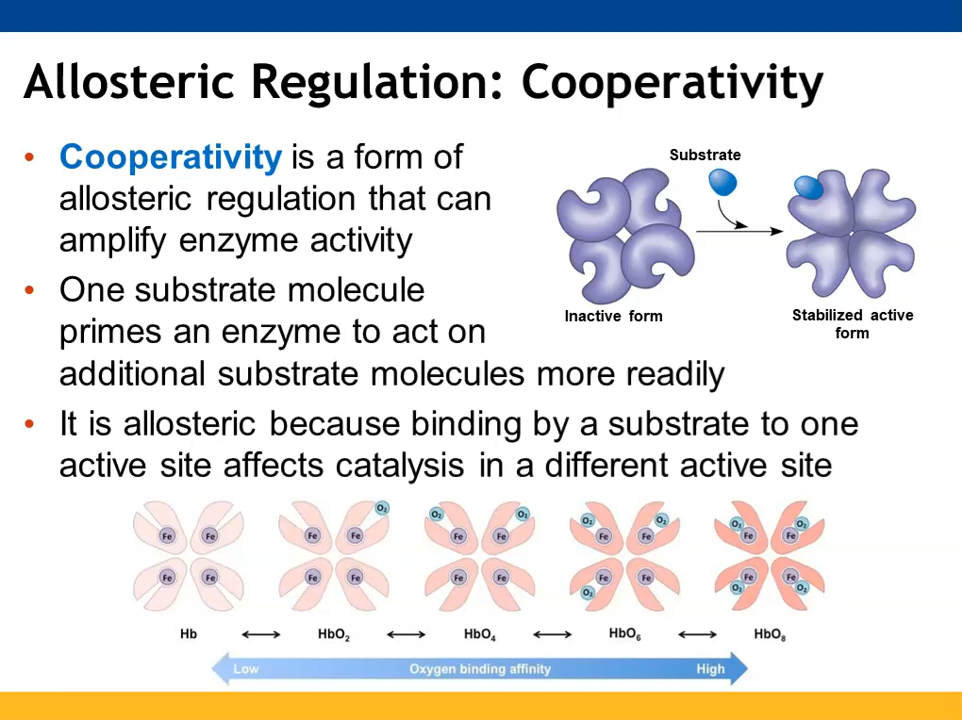 Allosteric Regulation: Cooperativity
• Cooperativity is a form of
allosteric regulation that can
amplify enzyme activity
• One substrate molecule
primes an enzyme to act on
additional substrate molecules more readily
• It is allosteric because binding by a substrate to one
active site affects catalysis in a different active site
Substrate
Inactive form
Stabilized active
form
O₂ O₂ O₂ O₂ O₂ O₂ O₂
Fe Fe Fe Fe Fe Fe Fe Fe Fe Fe
Fe Fe Fe Fe Fe Fe Fe Fe Fe Fe
O₂ O₂ O₂
Hb HbO₂ HbO₄ HbO₆ HbO₈
Low Oxygen binding affinity High